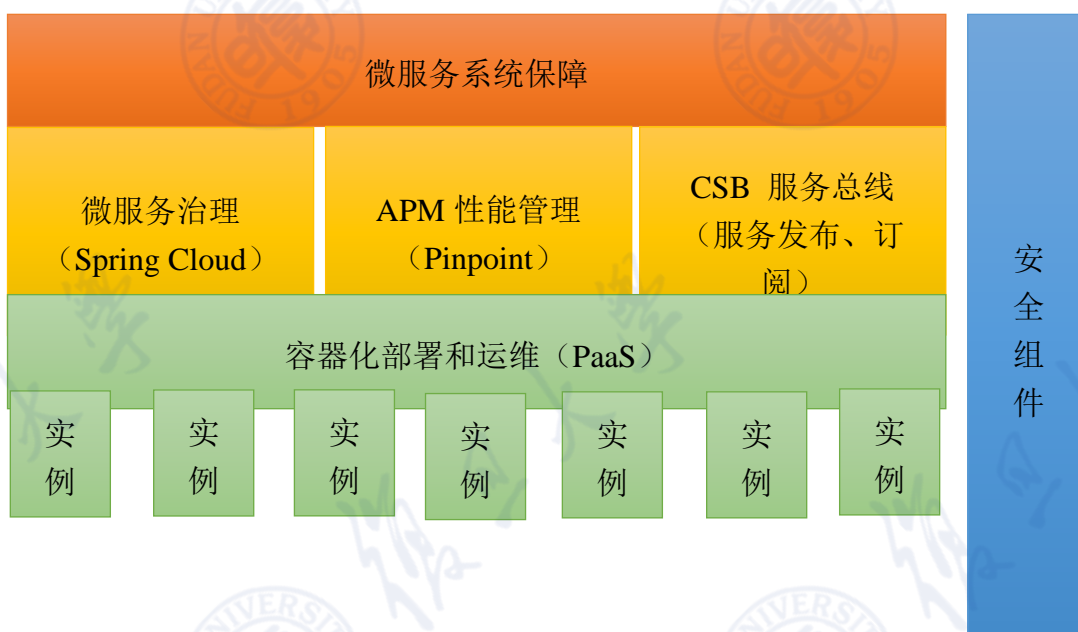 微服务系统保障
微服务治理
（Spring Cloud）
APM 性能管理
（Pinpoint）
CSB 服务总线
（服务发布、订
阅）
容器化部署和运维（PaaS）
实
例
实
例
实
例
实
例
实
例
实
例
实
例
安
全
组
件